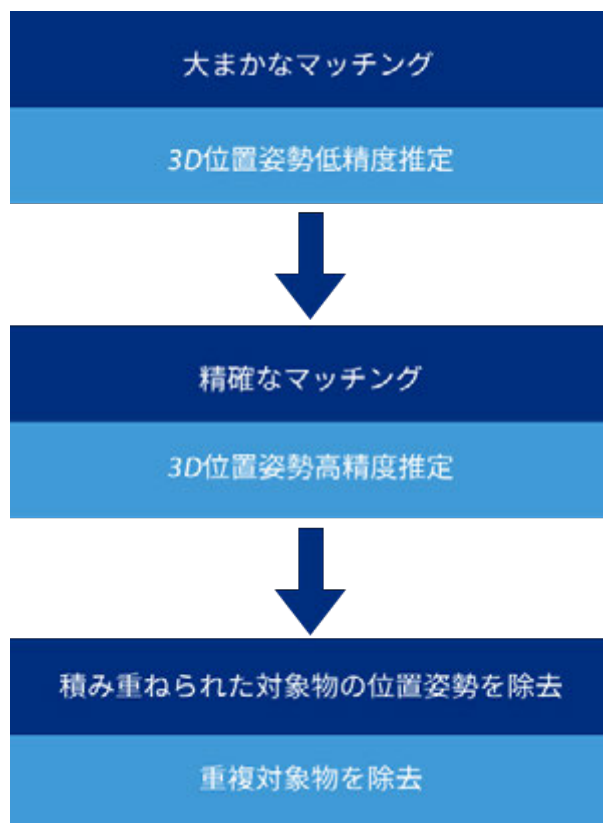 大まかなマッチング
3D位置姿勢低精度推定
精確なマッチング
3D位置姿勢高精度推定
積み重ねられた対象物の位置姿勢を除去
重複対象物を除去